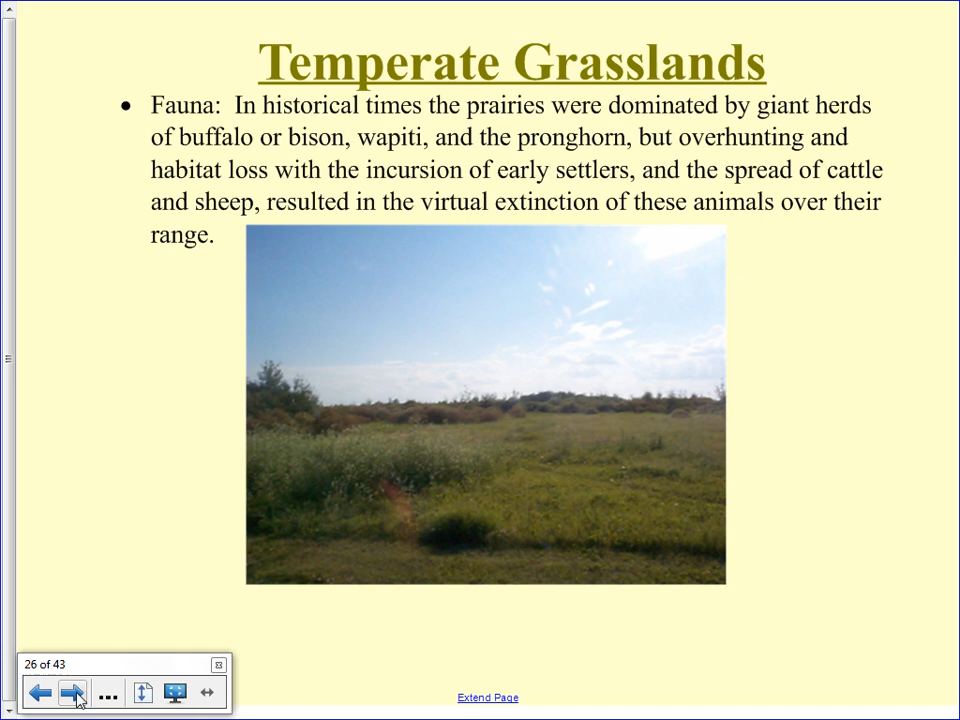 Temperate Grasslands
• Fauna:  In historical times the prairies were dominated by giant herds
of buffalo or bison, wapiti, and the pronghorn, but overhunting and
habitat loss with the incursion of early settlers, and the spread of cattle
and sheep, resulted in the virtual extinction of these animals over their
range.
26 of 43
Extend Page